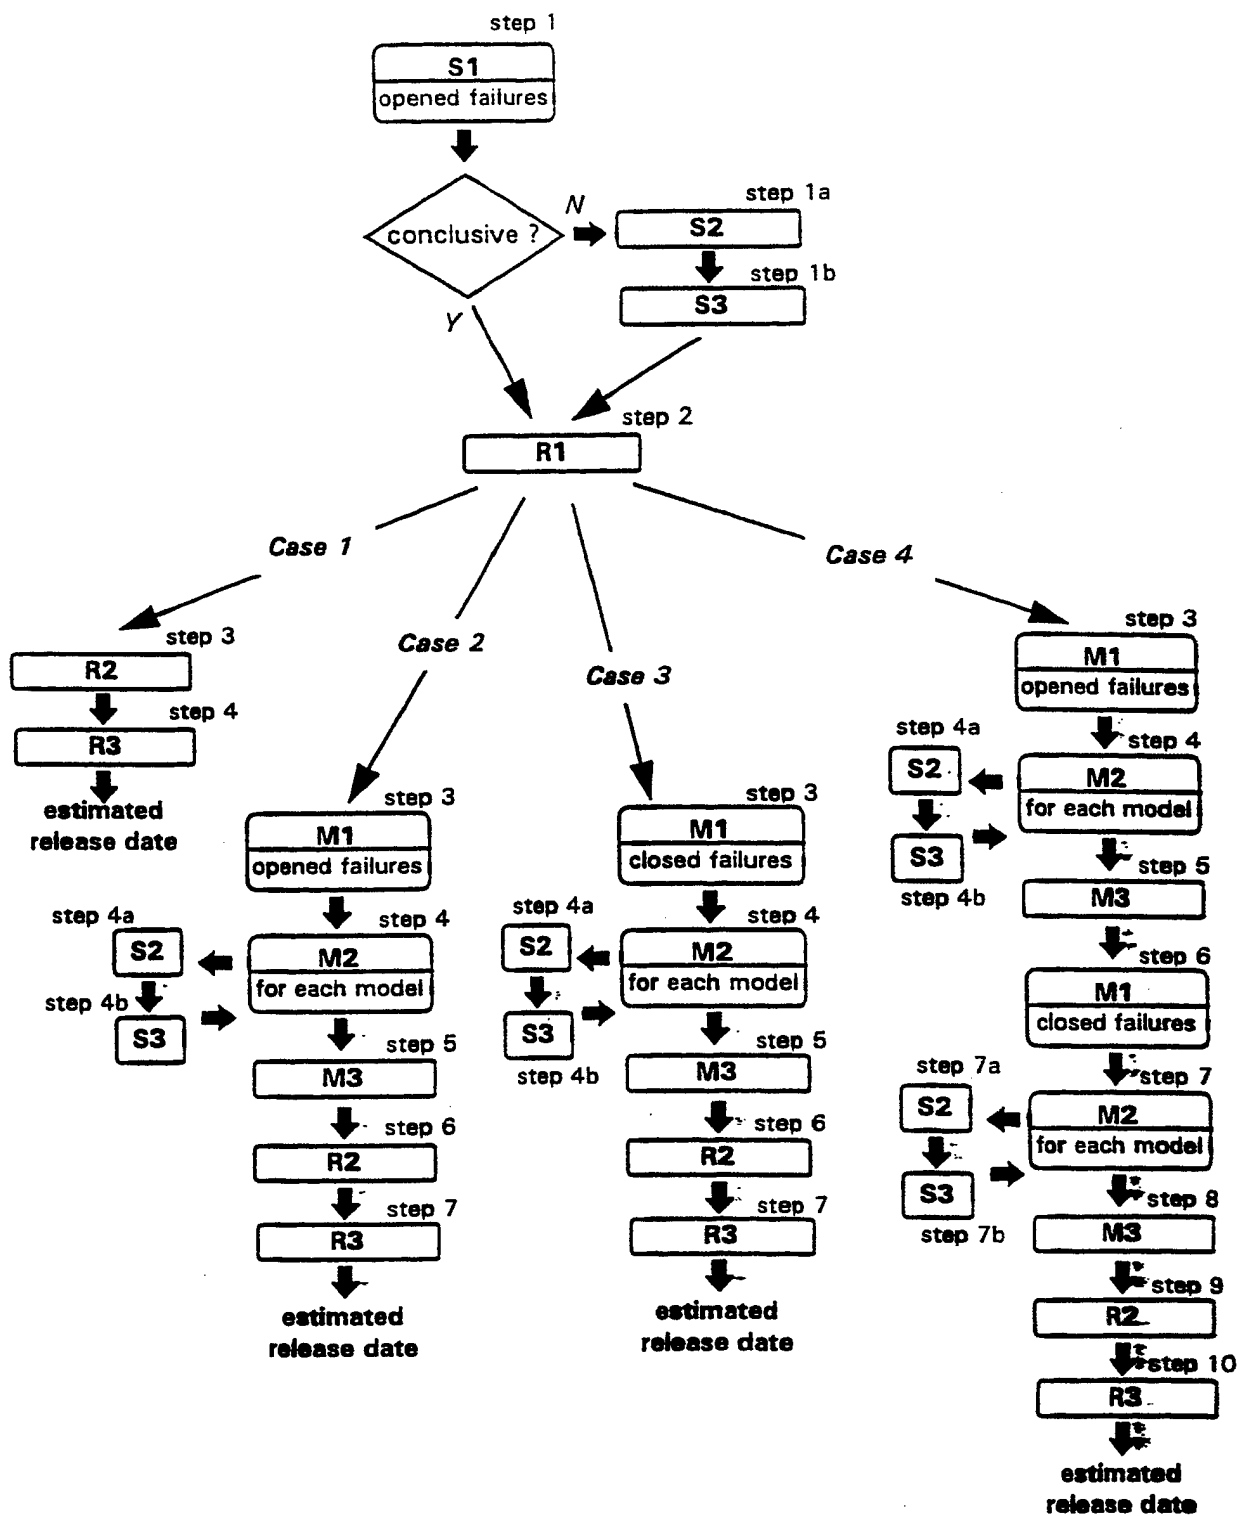 step 1
S1
opened failures
conclusive ?
N
step 1a
S2
step 1b
S3
Y
step 2
R1
Case 1
step 3
R2
step 4
R3
estimated
release date
Case 2
step 3
M1
opened failures
step 4
M2
for each model
step 4a
S2
step 4b
S3
step 5
M3
step 6
R2
step 7
R3
estimated
release date
Case 3
step 3
M1
closed failures
step 4
M2
for each model
step 4a
S2
S3
step 4b
step 5
M3
step 6
R2
step 7
R3
estimated
release date
Case 4
step 3
M1
opened failures
step 4
M2
for each model
step 4a
S2
S3
step 4b
step 5
M3
step 6
M1
closed failures
step 7
M2
for each model
step 7a
S2
S3
step 7b
step 8
M3
step 9
R2
step 10
R3
estimated
release date